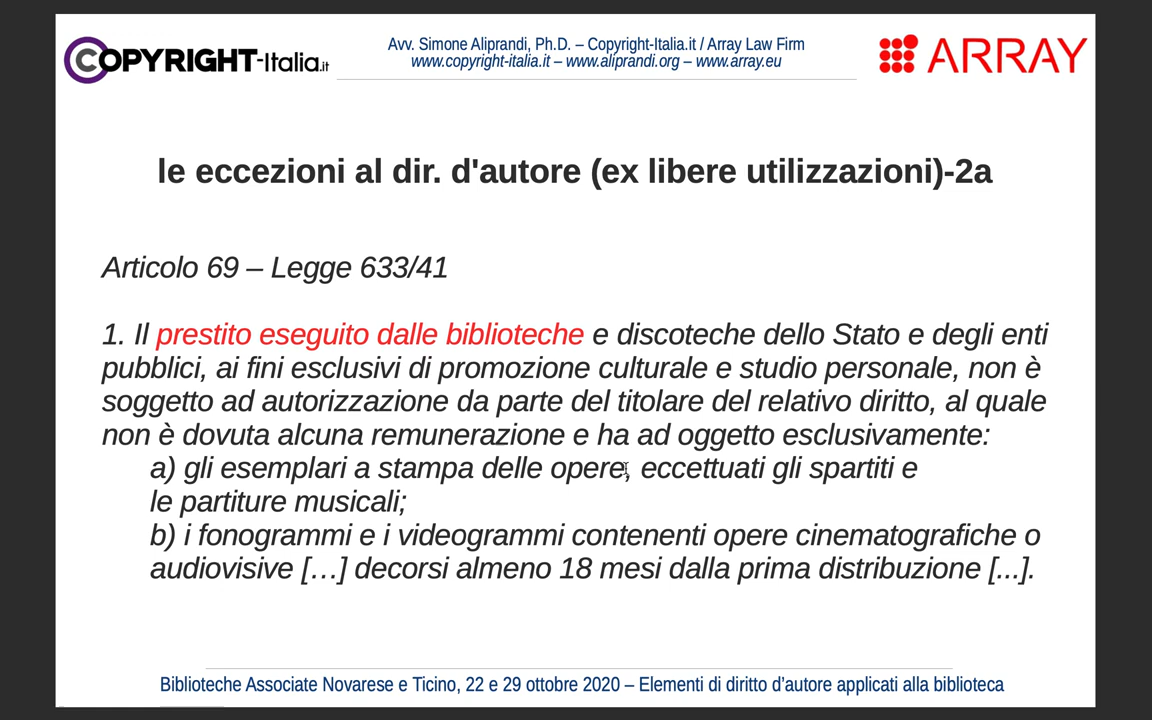 COPYRIGHT-Italia.it
Avv. Simone Aliprandi, Ph.D. – Copyright-Italia.it / Array Law Firm
www.copyright-italia.it – www.aliprandi.org – www.array.eu
ARRAY
le eccezioni al dir. d'autore (ex libere utilizzazioni)-2a
Articolo 69 – Legge 633/41
1. Il prestito eseguito dalle biblioteche e discoteche dello Stato e degli enti
pubblici, ai fini esclusivi di promozione culturale e studio personale, non è
soggetto ad autorizzazione da parte del titolare del relativo diritto, al quale
non è dovuta alcuna remunerazione e ha ad oggetto esclusivamente:
a) gli esemplari a stampa delle opere, eccettuati gli spartiti e
le partiture musicali;
b) i fonogrammi e i videogrammi contenenti opere cinematografiche o
audiovisive […] decorsi almeno 18 mesi dalla prima distribuzione [...].
Biblioteche Associate Novarese e Ticino, 22 e 29 ottobre 2020 – Elementi di diritto d’autore applicati alla biblioteca